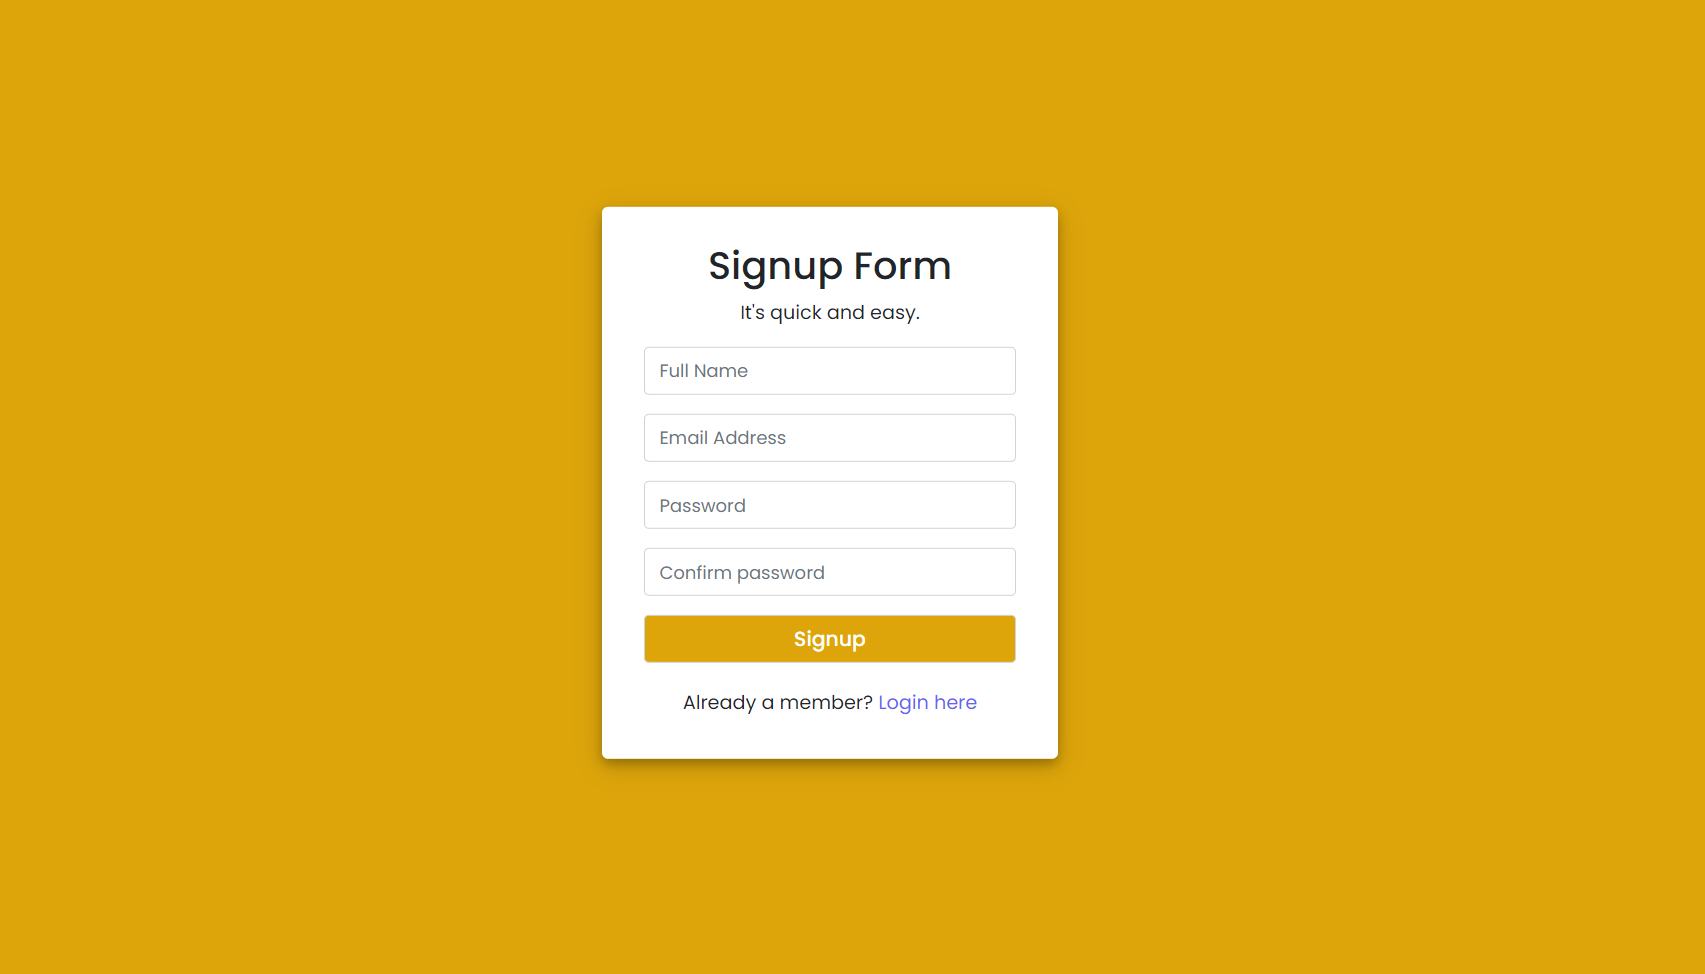 Signup Form
It's quick and easy.
Full Name
Email Address
Password
Confirm password
Signup
Already a member? Login here